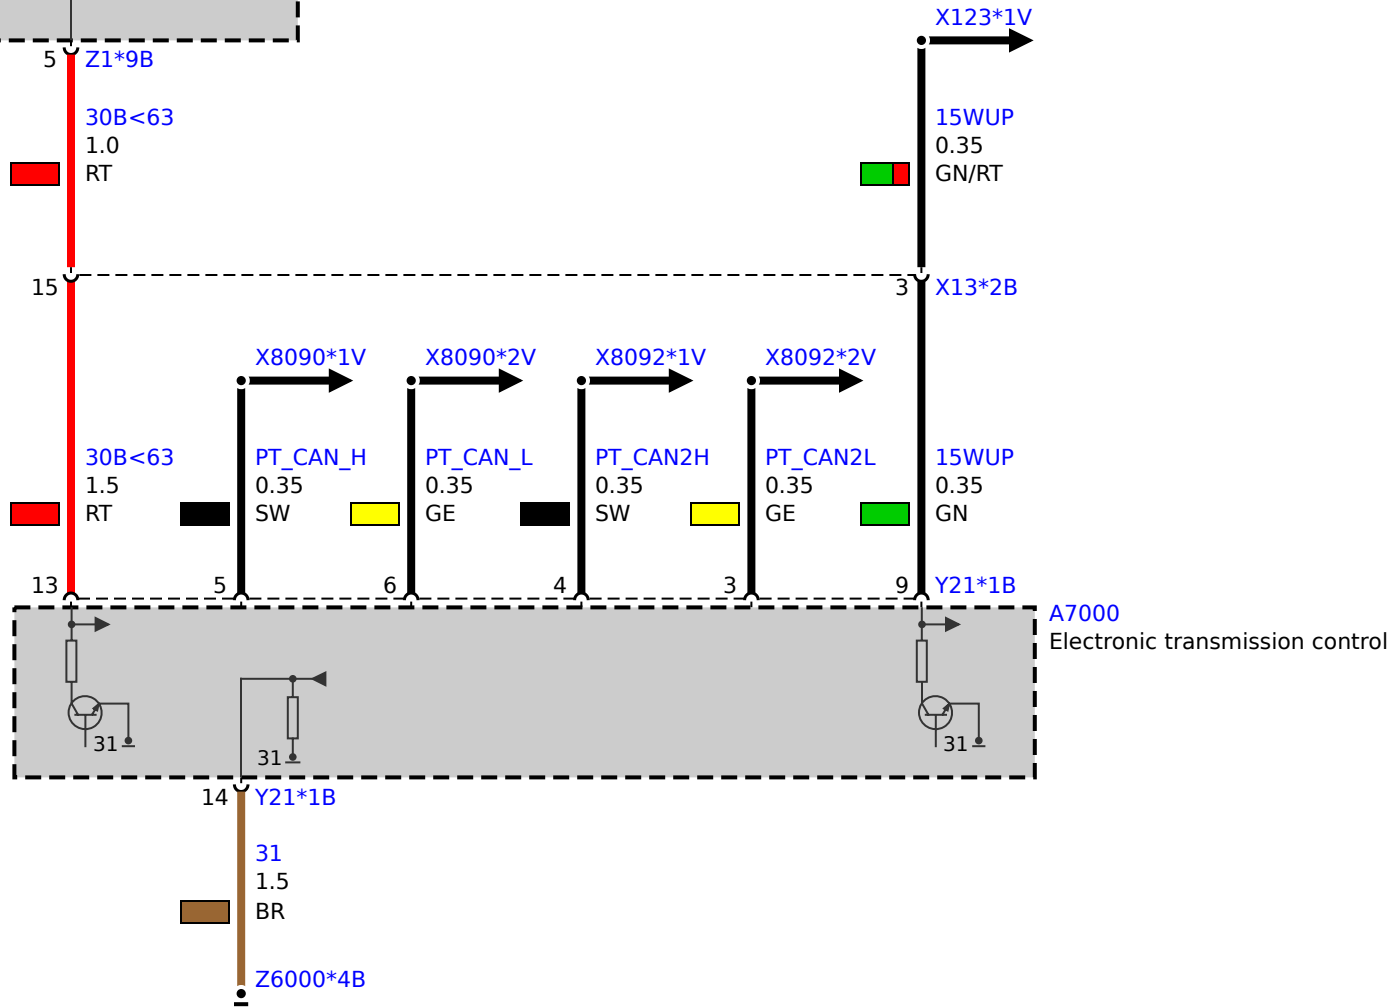 X123*1V
5 Z1*9B
30B<63
1.0
RT
15WUP
0.35
GN/RT
15
3 X13*2B
X8090*1V
X8090*2V
X8092*1V
X8092*2V
30B<63
1.5
RT
PT_CAN_H
0.35
SW
PT_CAN_L
0.35
GE
PT_CAN2H
0.35
SW
PT_CAN2L
0.35
GE
15WUP
0.35
GN
13
5
6
4
3
9 Y21*1B
A7000
Electronic transmission control
31
31
31
14 Y21*1B
31
1.5
BR
Z6000*4B